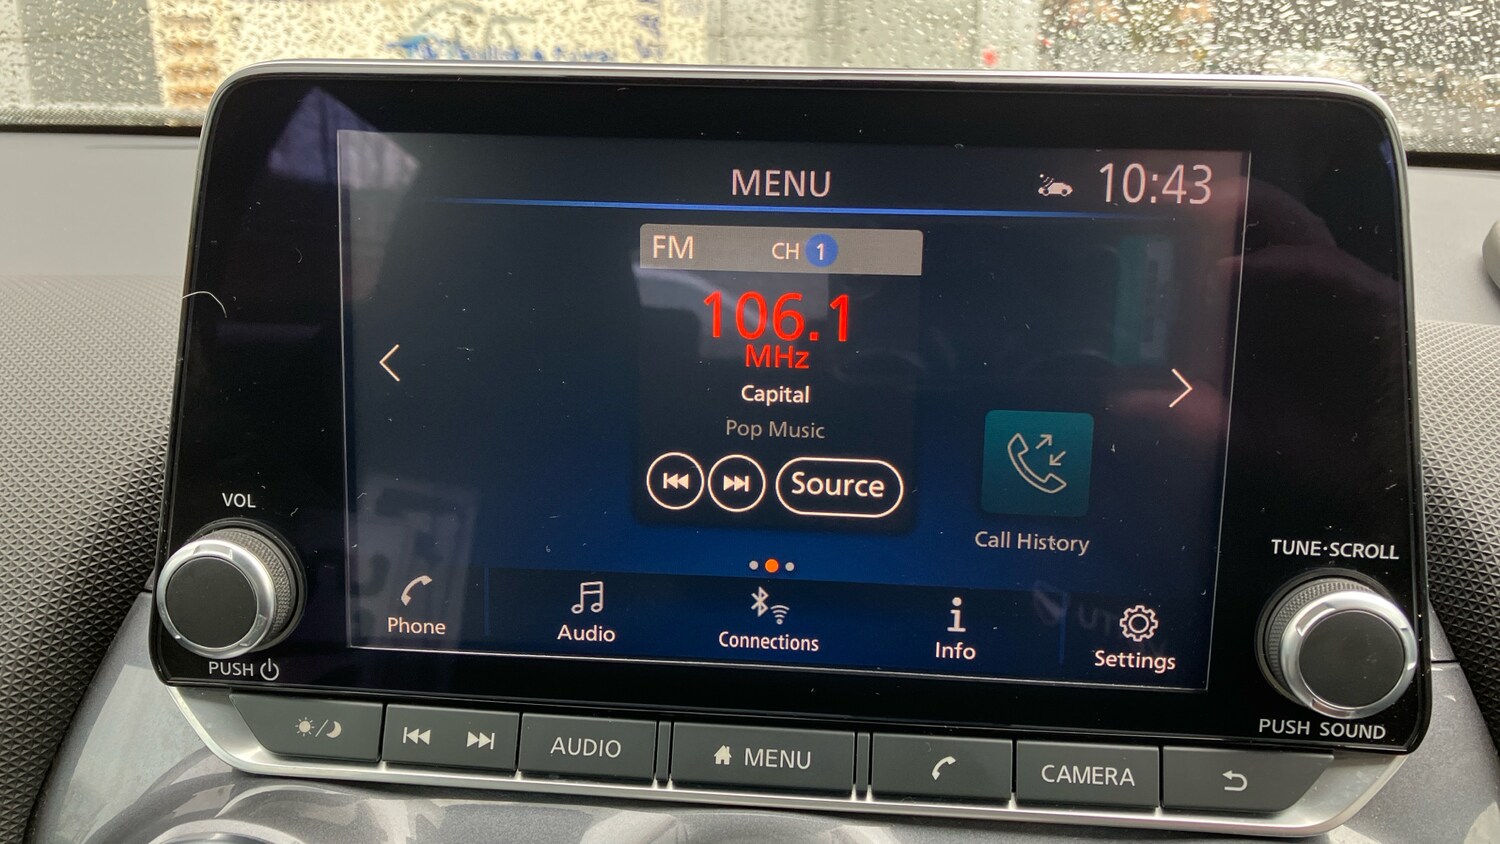 MENU
10:43
FM
CH 1
106.1
MHz
Capital
Pop Music
Source
Call History
Phone
Audio
Connections
Info
Settings
VOL
PUSH
TUNE·SCROLL
PUSH SOUND
AUDIO
MENU
CAMERA